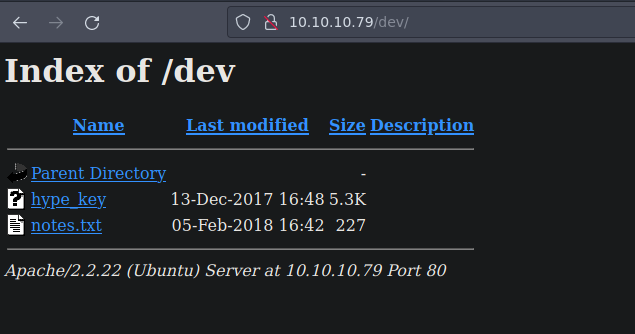 10.10.10.79/dev/
Index of /dev
Name Last modified Size Description
Parent Directory -
hype_key 13-Dec-2017 16:48 5.3K
notes.txt 05-Feb-2018 16:42 227
Apache/2.2.22 (Ubuntu) Server at 10.10.10.79 Port 80